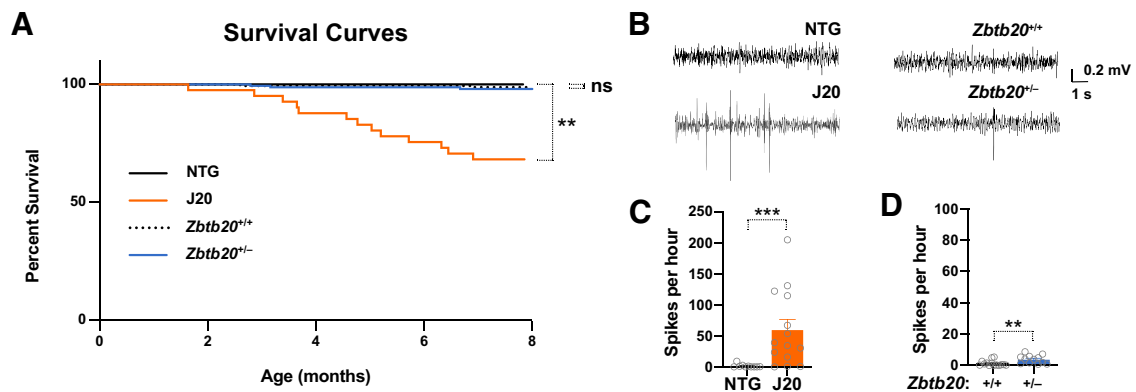 A
Survival Curves
Percent Survival
100
50
0
0 2 4 6 8
Age (months)
NTG
J20
Zbtb20+/+
Zbtb20+/–
ns
**
B
NTG
J20
Zbtb20+/+
Zbtb20+/–
0.2 mV
1 s
C
Spikes per hour
250
200
150
100
50
0
***
NTG J20
D
Spikes per hour
100
80
60
40
20
0
**
Zbtb20: +/+ +/–